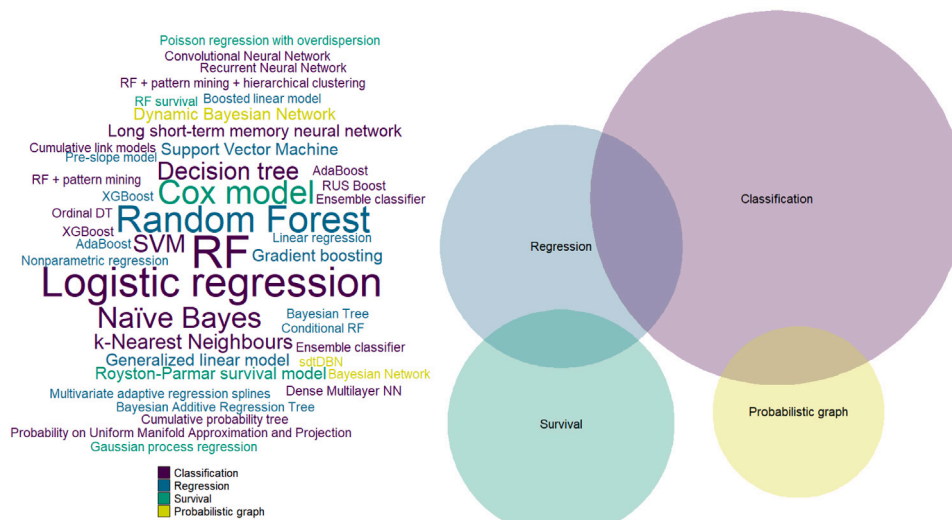 Poisson regression with overdispersion
Convolutional Neural Network
Recurrent Neural Network
RF + pattern mining + hierarchical clustering
RF survival Boosted linear model
Dynamic Bayesian Network
Long short-term memory neural network
Cumulative link models Support Vector Machine
Pre-slope model
Decision tree AdaBoost
RF + pattern mining RUS Boost
XGBoost Cox model Ensemble classifier
Ordinal DT Random Forest
XGBoost
AdaBoost SVM RF Linear regression
Nonparametric regression Gradient boosting
Logistic regression
Naïve Bayes Bayesian Tree
Conditional RF
k-Nearest Neighbours Ensemble classifier
Generalized linear model sdtDBN
Royston-Parmar survival model Bayesian Network
Multivariate adaptive regression splines Dense Multilayer NN
Bayesian Additive Regression Tree
Cumulative probability tree
Probability on Uniform Manifold Approximation and Projection
Gaussian process regression
Classification
Regression
Survival
Probabilistic graph
Classification
Regression
Probabilistic graph
Survival